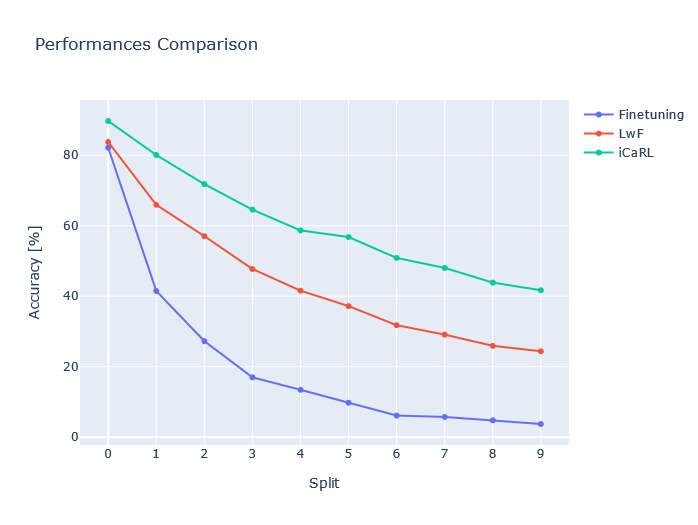 Performances Comparison
Finetuning
LwF
iCaRL
Accuracy [%]
80
60
40
20
0
0 1 2 3 4 5 6 7 8 9
Split